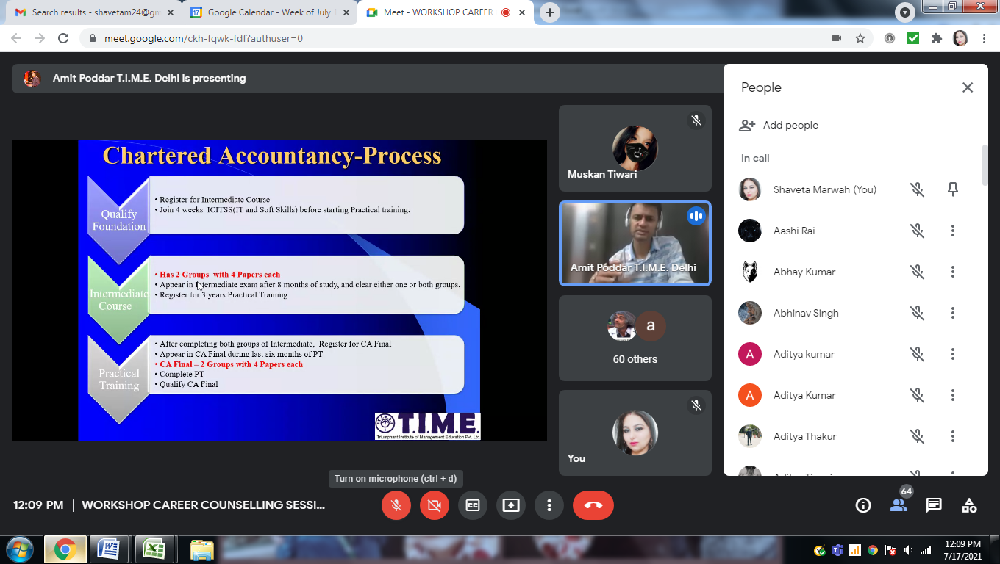 Search results - shavetam24@gm
Google Calendar - Week of July
Meet - WORKSHOP CAREER
meet.google.com/ckh-fqwk-fdf?authuser=0
Amit Poddar T.I.M.E. Delhi is presenting
Chartered Accountancy-Process
Qualify
Foundation
• Register for Intermediate Course
• Join 4 weeks ICITSS(IT and Soft Skills) before starting Practical training.
Intermediate
Course
• Has 2 Groups with 4 Papers each
• Appear in Intermediate exam after 8 months of study, and clear either one or both groups.
• Register for 3 years Practical Training
Practical
Training
• After completing both groups of Intermediate, Register for CA Final
• Appear in CA Final during last six months of PT
• CA Final – 2 Groups with 4 Papers each
• Complete PT
• Qualify CA Final
T.I.M.E.
Triumphant Institute of Management Education Pvt. Ltd
Muskan Tiwari
Amit Poddar T.I.M.E. Delhi
a
60 others
You
People
Add people
In call
Shaveta Marwah (You)
Aashi Rai
Abhay Kumar
Abhinav Singh
A
Aditya kumar
A
Aditya Kumar
Aditya Thakur
Turn on microphone (ctrl + d)
12:09 PM
WORKSHOP CAREER COUNSELLING SESSI...
64
12:09 PM
7/17/2021